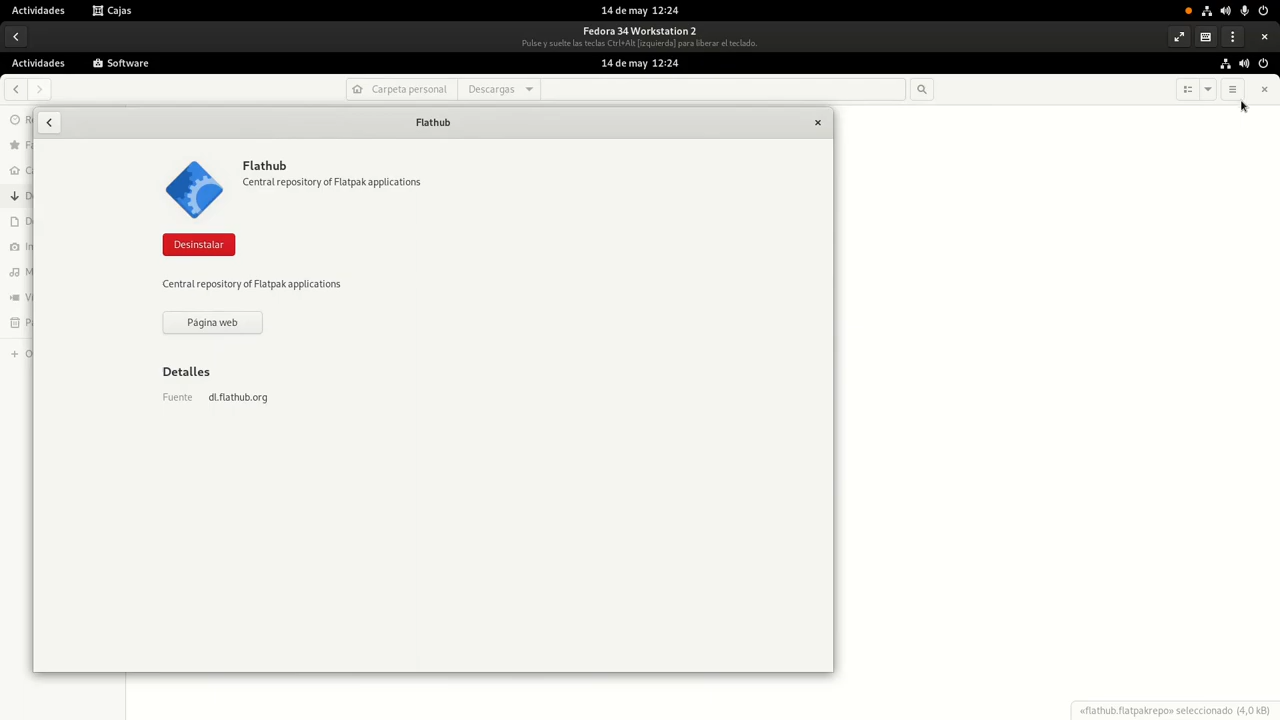 Actividades
Cajas
14 de may 12:24
Fedora 34 Workstation 2
Pulse y suelte las teclas Ctrl+Alt [izquierda] para liberar el teclado.
Actividades
Software
14 de may 12:24
Carpeta personal
Descargas
Flathub
Flathub
Central repository of Flatpak applications
Desinstalar
Central repository of Flatpak applications
Página web
Detalles
Fuente dl.flathub.org
«flathub.flatpakrepo» seleccionado (4,0 kB)